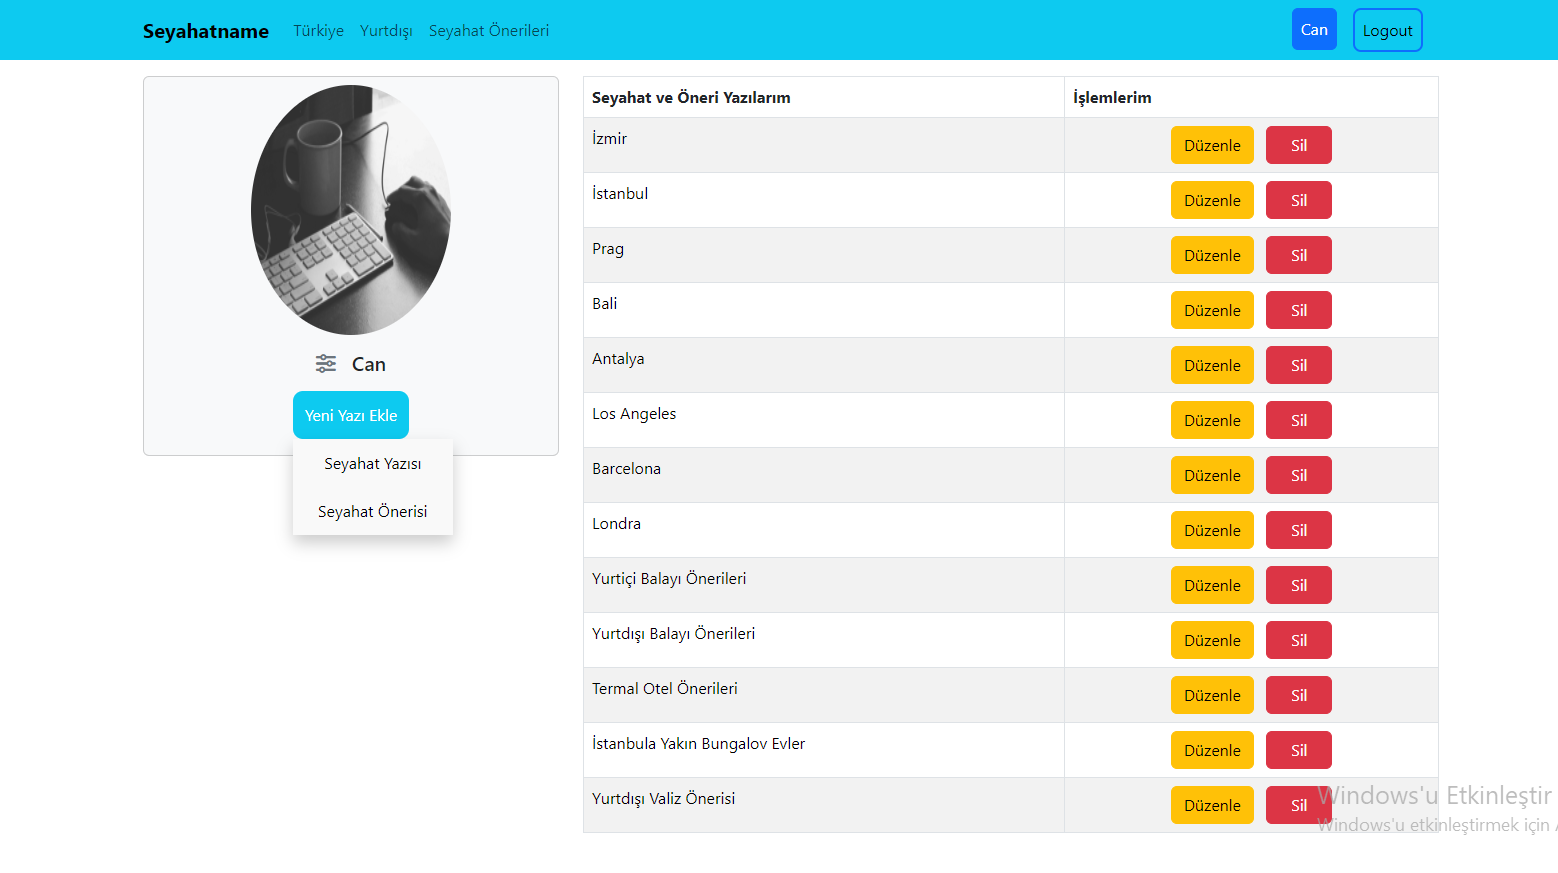 Seyahatname Türkiye Yurtdışı Seyahat Önerileri Can Logout
Can
Yeni Yazı Ekle
Seyahat Yazısı
Seyahat Önerisi
Seyahat ve Öneri Yazılarım İşlemlerim
İzmir Düzenle Sil
İstanbul Düzenle Sil
Prag Düzenle Sil
Bali Düzenle Sil
Antalya Düzenle Sil
Los Angeles Düzenle Sil
Barcelona Düzenle Sil
Londra Düzenle Sil
Yurtiçi Balayı Önerileri Düzenle Sil
Yurtdışı Balayı Önerileri Düzenle Sil
Termal Otel Önerileri Düzenle Sil
İstanbula Yakın Bungalov Evler Düzenle Sil
Yurtdışı Valiz Önerisi Düzenle Sil
Windows'u Etkinleştir
Windows'u etkinleştirmek için